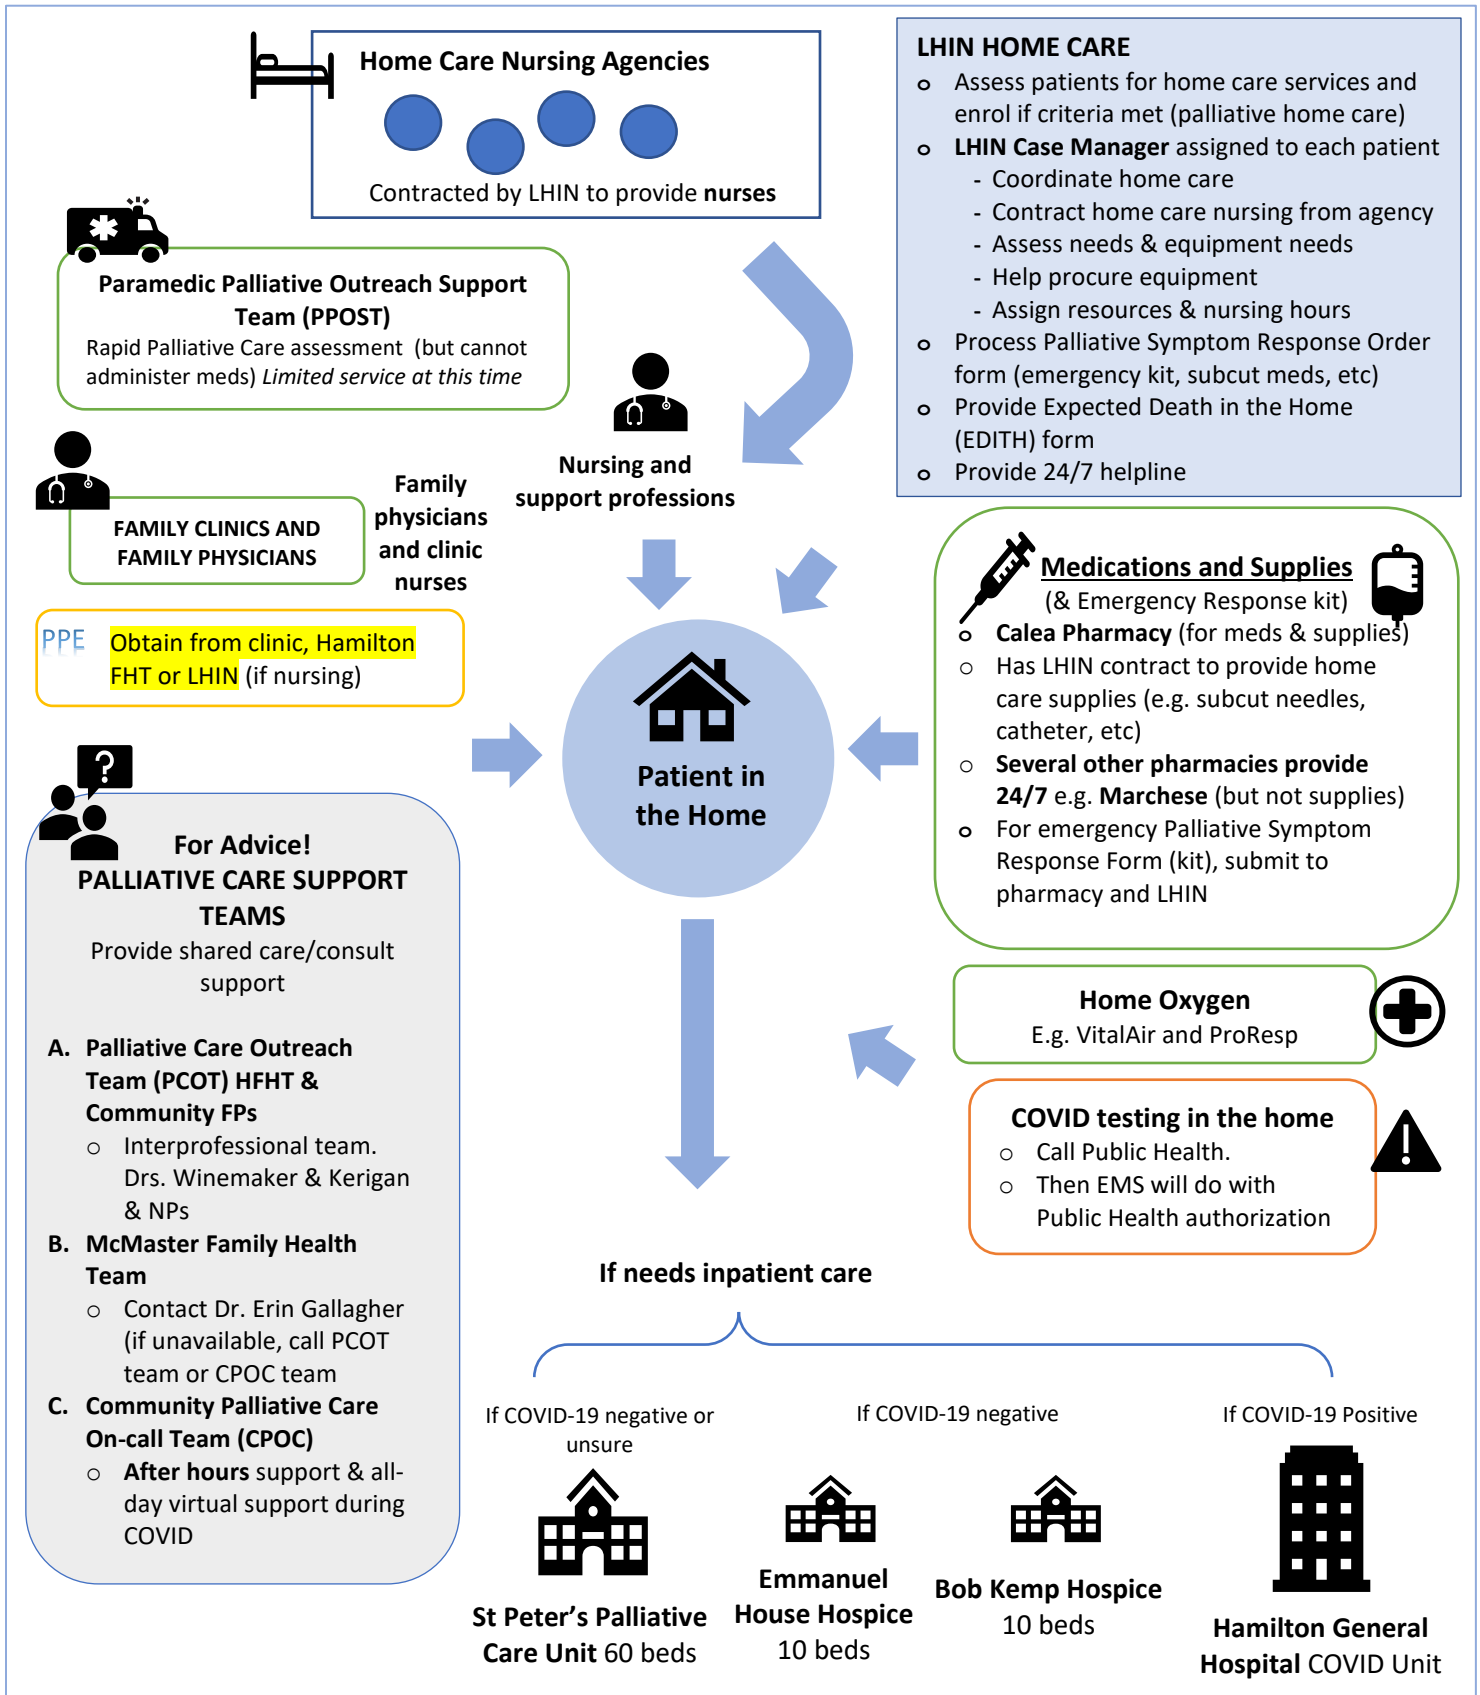 Home Care Nursing Agencies
Contracted by LHIN to provide nurses
LHIN HOME CARE
o Assess patients for home care services and
enrol if criteria met (palliative home care)
o LHIN Case Manager assigned to each patient
- Coordinate home care
- Contract home care nursing from agency
- Assess needs & equipment needs
- Help procure equipment
- Assign resources & nursing hours
o Process Palliative Symptom Response Order
form (emergency kit, subcut meds, etc)
o Provide Expected Death in the Home
(EDITH) form
o Provide 24/7 helpline
Paramedic Palliative Outreach Support
Team (PPOST)
Rapid Palliative Care assessment (but cannot
administer meds) Limited service at this time
Nursing and
support professions
FAMILY CLINICS AND
FAMILY PHYSICIANS
Family
physicians
and clinic
nurses
PPE
Obtain from clinic, Hamilton
FHT or LHIN (if nursing)
Medications and Supplies
(& Emergency Response kit)
o Calea Pharmacy (for meds & supplies)
o Has LHIN contract to provide home
care supplies (e.g. subcut needles,
catheter, etc)
o Several other pharmacies provide
24/7 e.g. Marchese (but not supplies)
o For emergency Palliative Symptom
Response Form (kit), submit to
pharmacy and LHIN
Patient in
the Home
?
For Advice!
PALLIATIVE CARE SUPPORT
TEAMS
Provide shared care/consult
support
A. Palliative Care Outreach
Team (PCOT) HFHT &
Community FPs
o Interprofessional team.
Drs. Winemaker & Kerigan
& NPs
B. McMaster Family Health
Team
o Contact Dr. Erin Gallagher
(if unavailable, call PCOT
team or CPOC team
C. Community Palliative Care
On-call Team (CPOC)
o After hours support & all-
day virtual support during
COVID
Home Oxygen
E.g. VitalAir and ProResp
COVID testing in the home
o Call Public Health.
o Then EMS will do with
Public Health authorization
!
If needs inpatient care
If COVID-19 negative or
unsure
St Peter's Palliative
Care Unit 60 beds
If COVID-19 negative
Emmanuel
House Hospice
10 beds
Bob Kemp Hospice
10 beds
If COVID-19 Positive
Hamilton General
Hospital COVID Unit